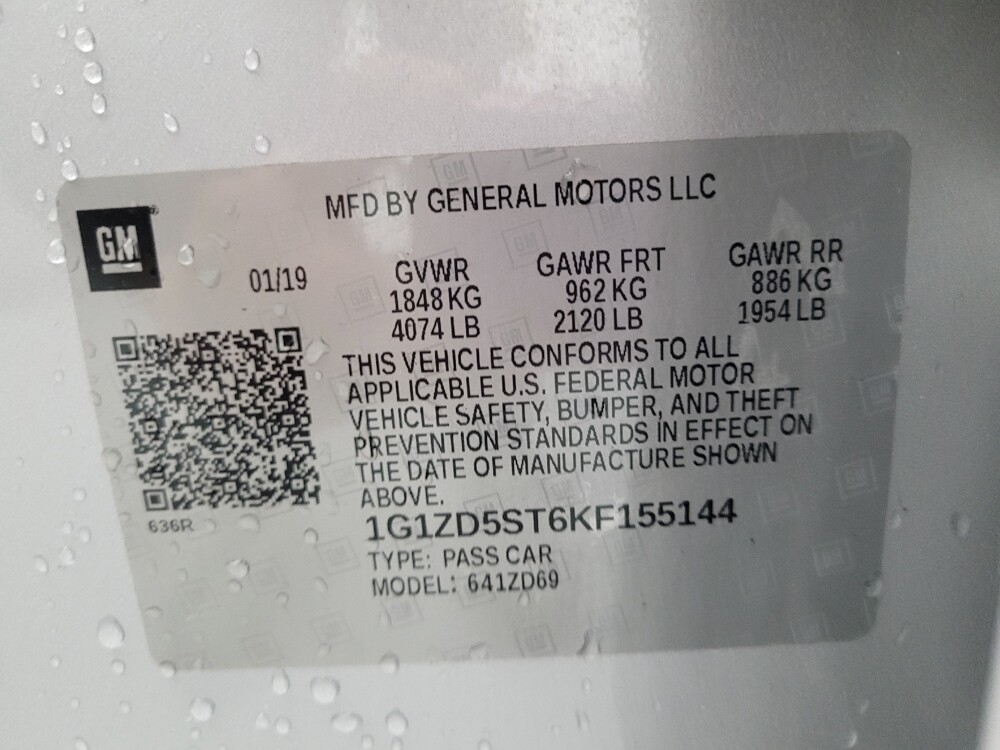 MFD BY GENERAL MOTORS LLC
GM
01/19
GVWR
1848 KG
4074 LB
GAWR FRT
962 KG
2120 LB
GAWR RR
886 KG
1954 LB
THIS VEHICLE CONFORMS TO ALL
APPLICABLE U.S. FEDERAL MOTOR
VEHICLE SAFETY, BUMPER, AND THEFT
PREVENTION STANDARDS IN EFFECT ON
THE DATE OF MANUFACTURE SHOWN
ABOVE.
636R
1G1ZD5ST6KF155144
TYPE: PASS CAR
MODEL: 641ZD69